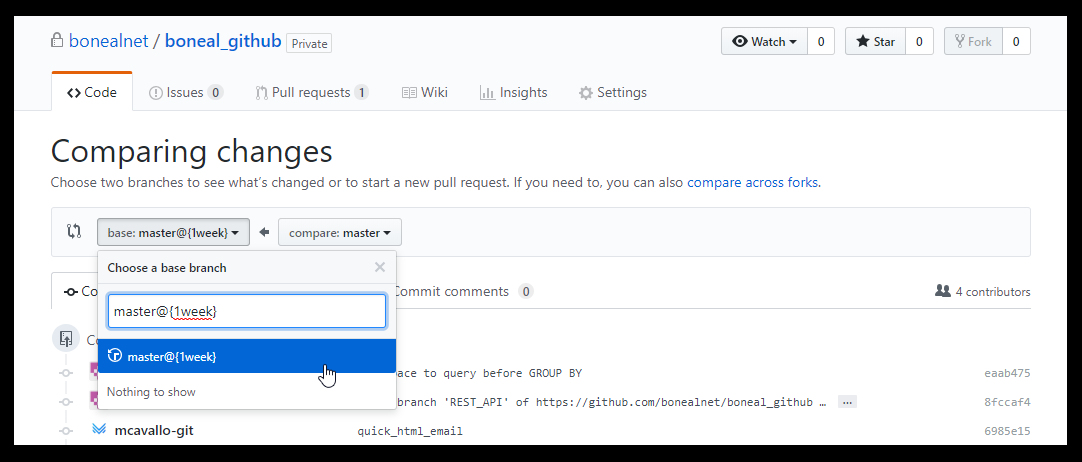 bonealnet / boneal_github Private Watch 0 Star 0 Fork 0
Code Issues 0 Pull requests 1 Wiki Insights Settings
Comparing changes
Choose two branches to see what's changed or to start a new pull request. If you need to, you can also compare across forks.
base: master@{1week} compare: master
Choose a base branch
Commit comments 0 4 contributors
master@{1week}
master@{1week}
ace to query before GROUP BY eaab475
Nothing to show
branch 'REST_API' of https://github.com/bonealnet/boneal_github … ... 8fccaf4
mcavallo-git quick_html_email 6985e15